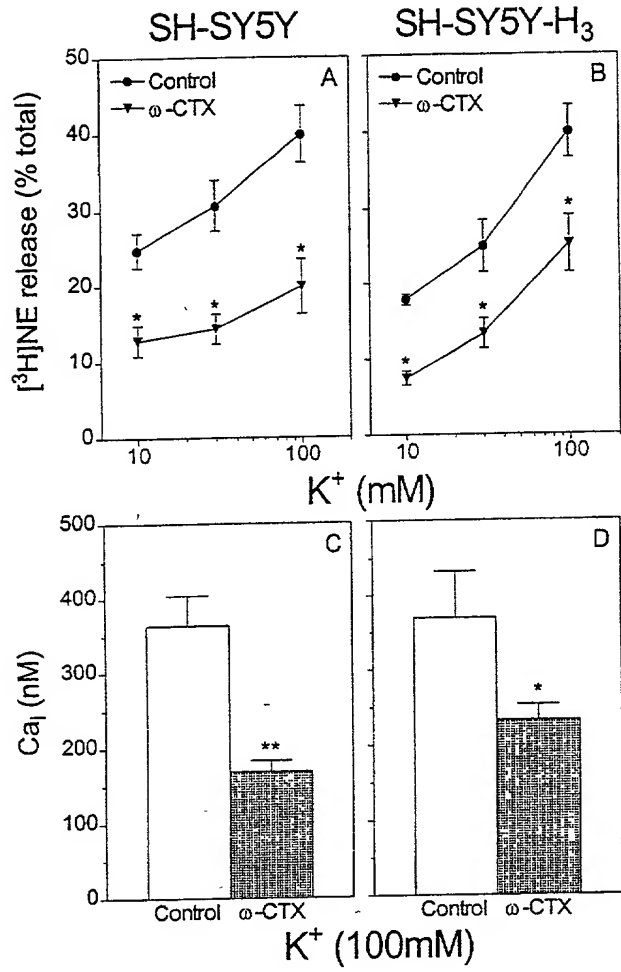 SH-SY5Y
SH-SY5Y-H₃
[³H]NE release (% total)
50
40
30
20
10
0
Control
ω-CTX
A
*
*
*
10
100
Control
ω-CTX
B
*
*
*
10
100
K⁺ (mM)
Caᵢ (nM)
500
400
300
200
100
0
C
**
Control
ω-CTX
D
*
Control
ω-CTX
K⁺ (100mM)